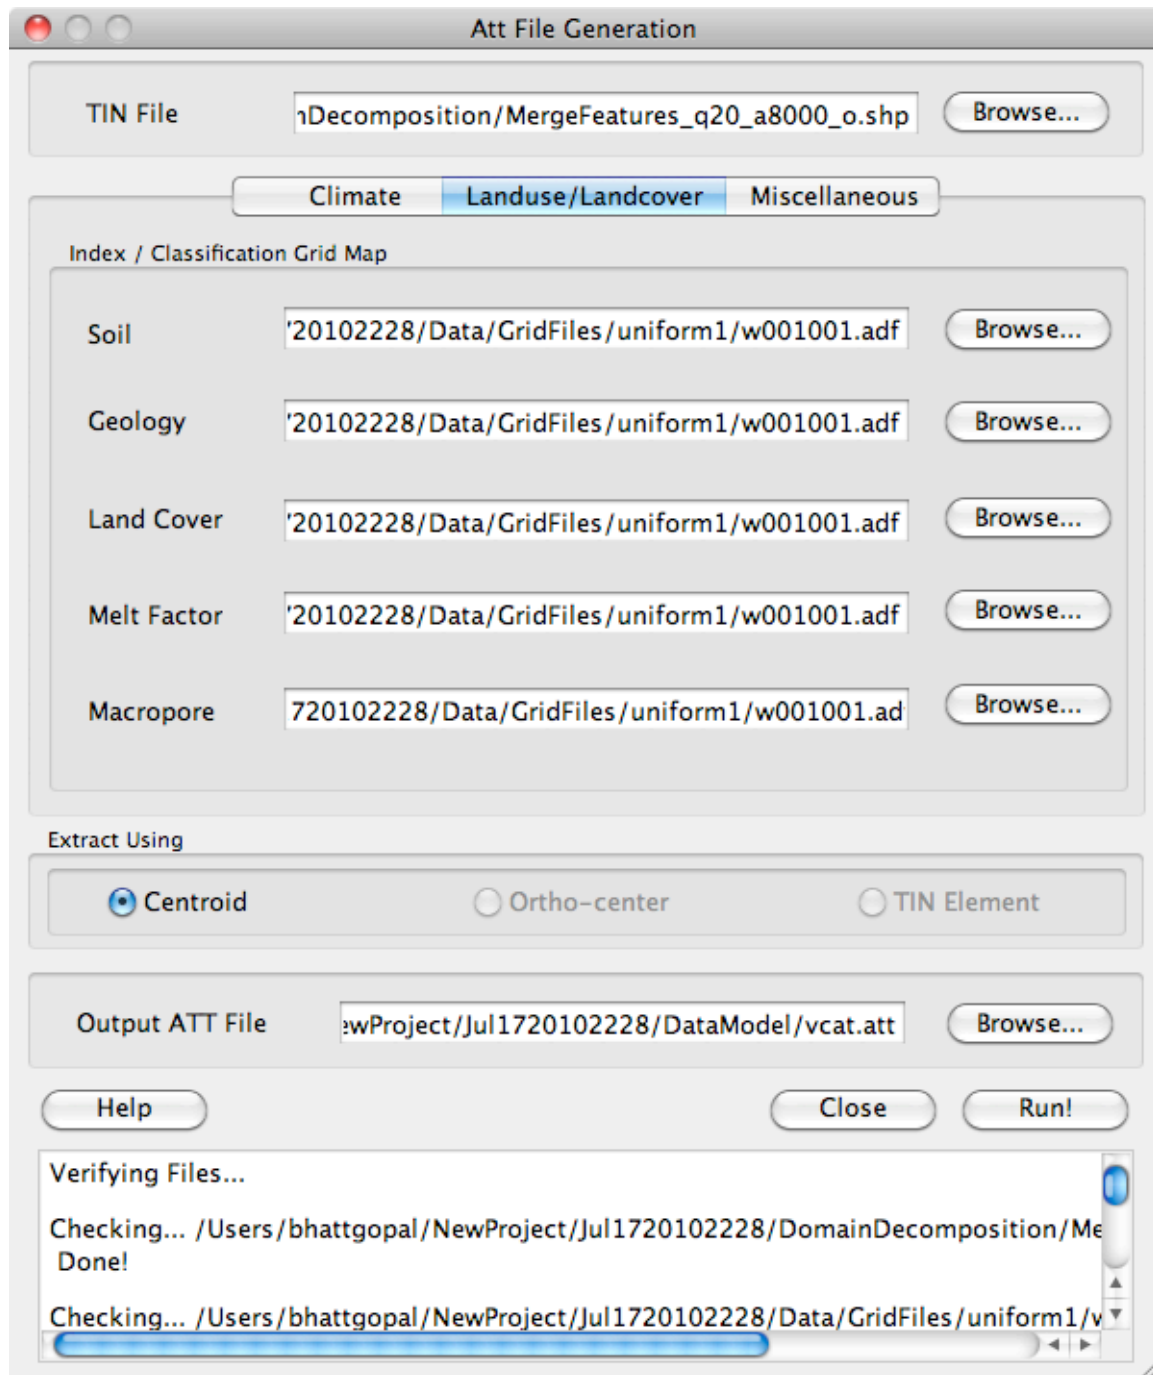 Att File Generation
TIN File nDecomposition/MergeFeatures_q20_a8000_o.shp Browse...
Climate Landuse/Landcover Miscellaneous
Index / Classification Grid Map
Soil '20102228/Data/GridFiles/uniform1/w001001.adf Browse...
Geology '20102228/Data/GridFiles/uniform1/w001001.adf Browse...
Land Cover '20102228/Data/GridFiles/uniform1/w001001.adf Browse...
Melt Factor '20102228/Data/GridFiles/uniform1/w001001.adf Browse...
Macropore 720102228/Data/GridFiles/uniform1/w001001.ad Browse...
Extract Using
Centroid Ortho-center TIN Element
Output ATT File ewProject/Jul1720102228/DataModel/vcat.att Browse...
Help Close Run!
Verifying Files...
Checking... /Users/bhattgopal/NewProject/Jul1720102228/DomainDecomposition/Me
Done!
Checking... /Users/bhattgopal/NewProject/Jul1720102228/Data/GridFiles/uniform1/v